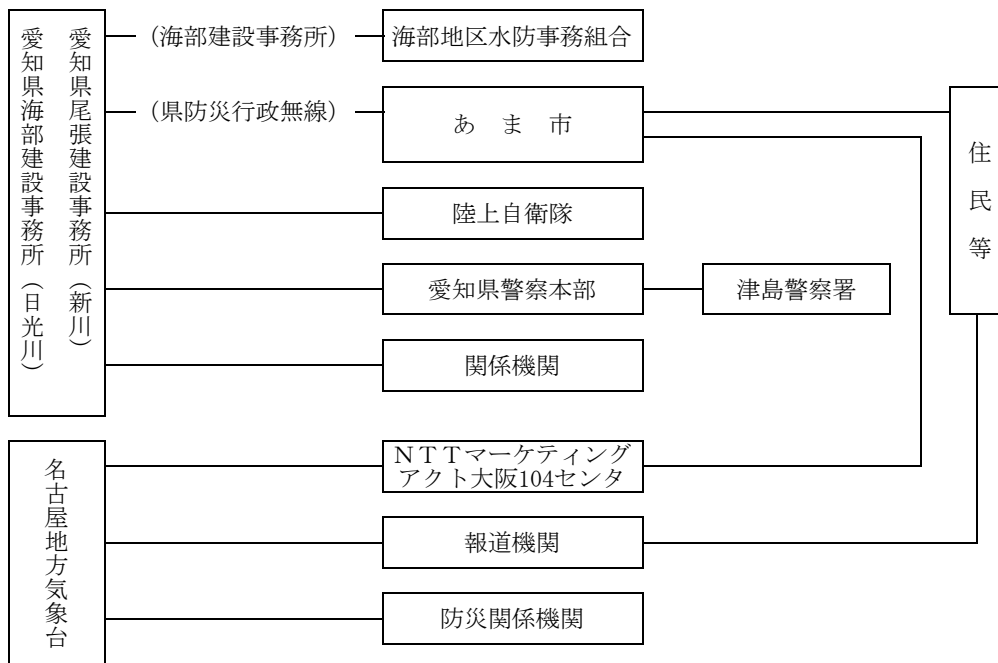 愛知県尾張建設事務所（新川）
愛知県海部建設事務所（日光川）
（海部建設事務所）
海部地区水防事務組合
（県防災行政無線）
あ ま 市
陸上自衛隊
愛知県警察本部
津島警察署
関係機関
住民等
名古屋地方気象台
ＮＴＴマーケティング
アクト大阪104センタ
報道機関
防災関係機関